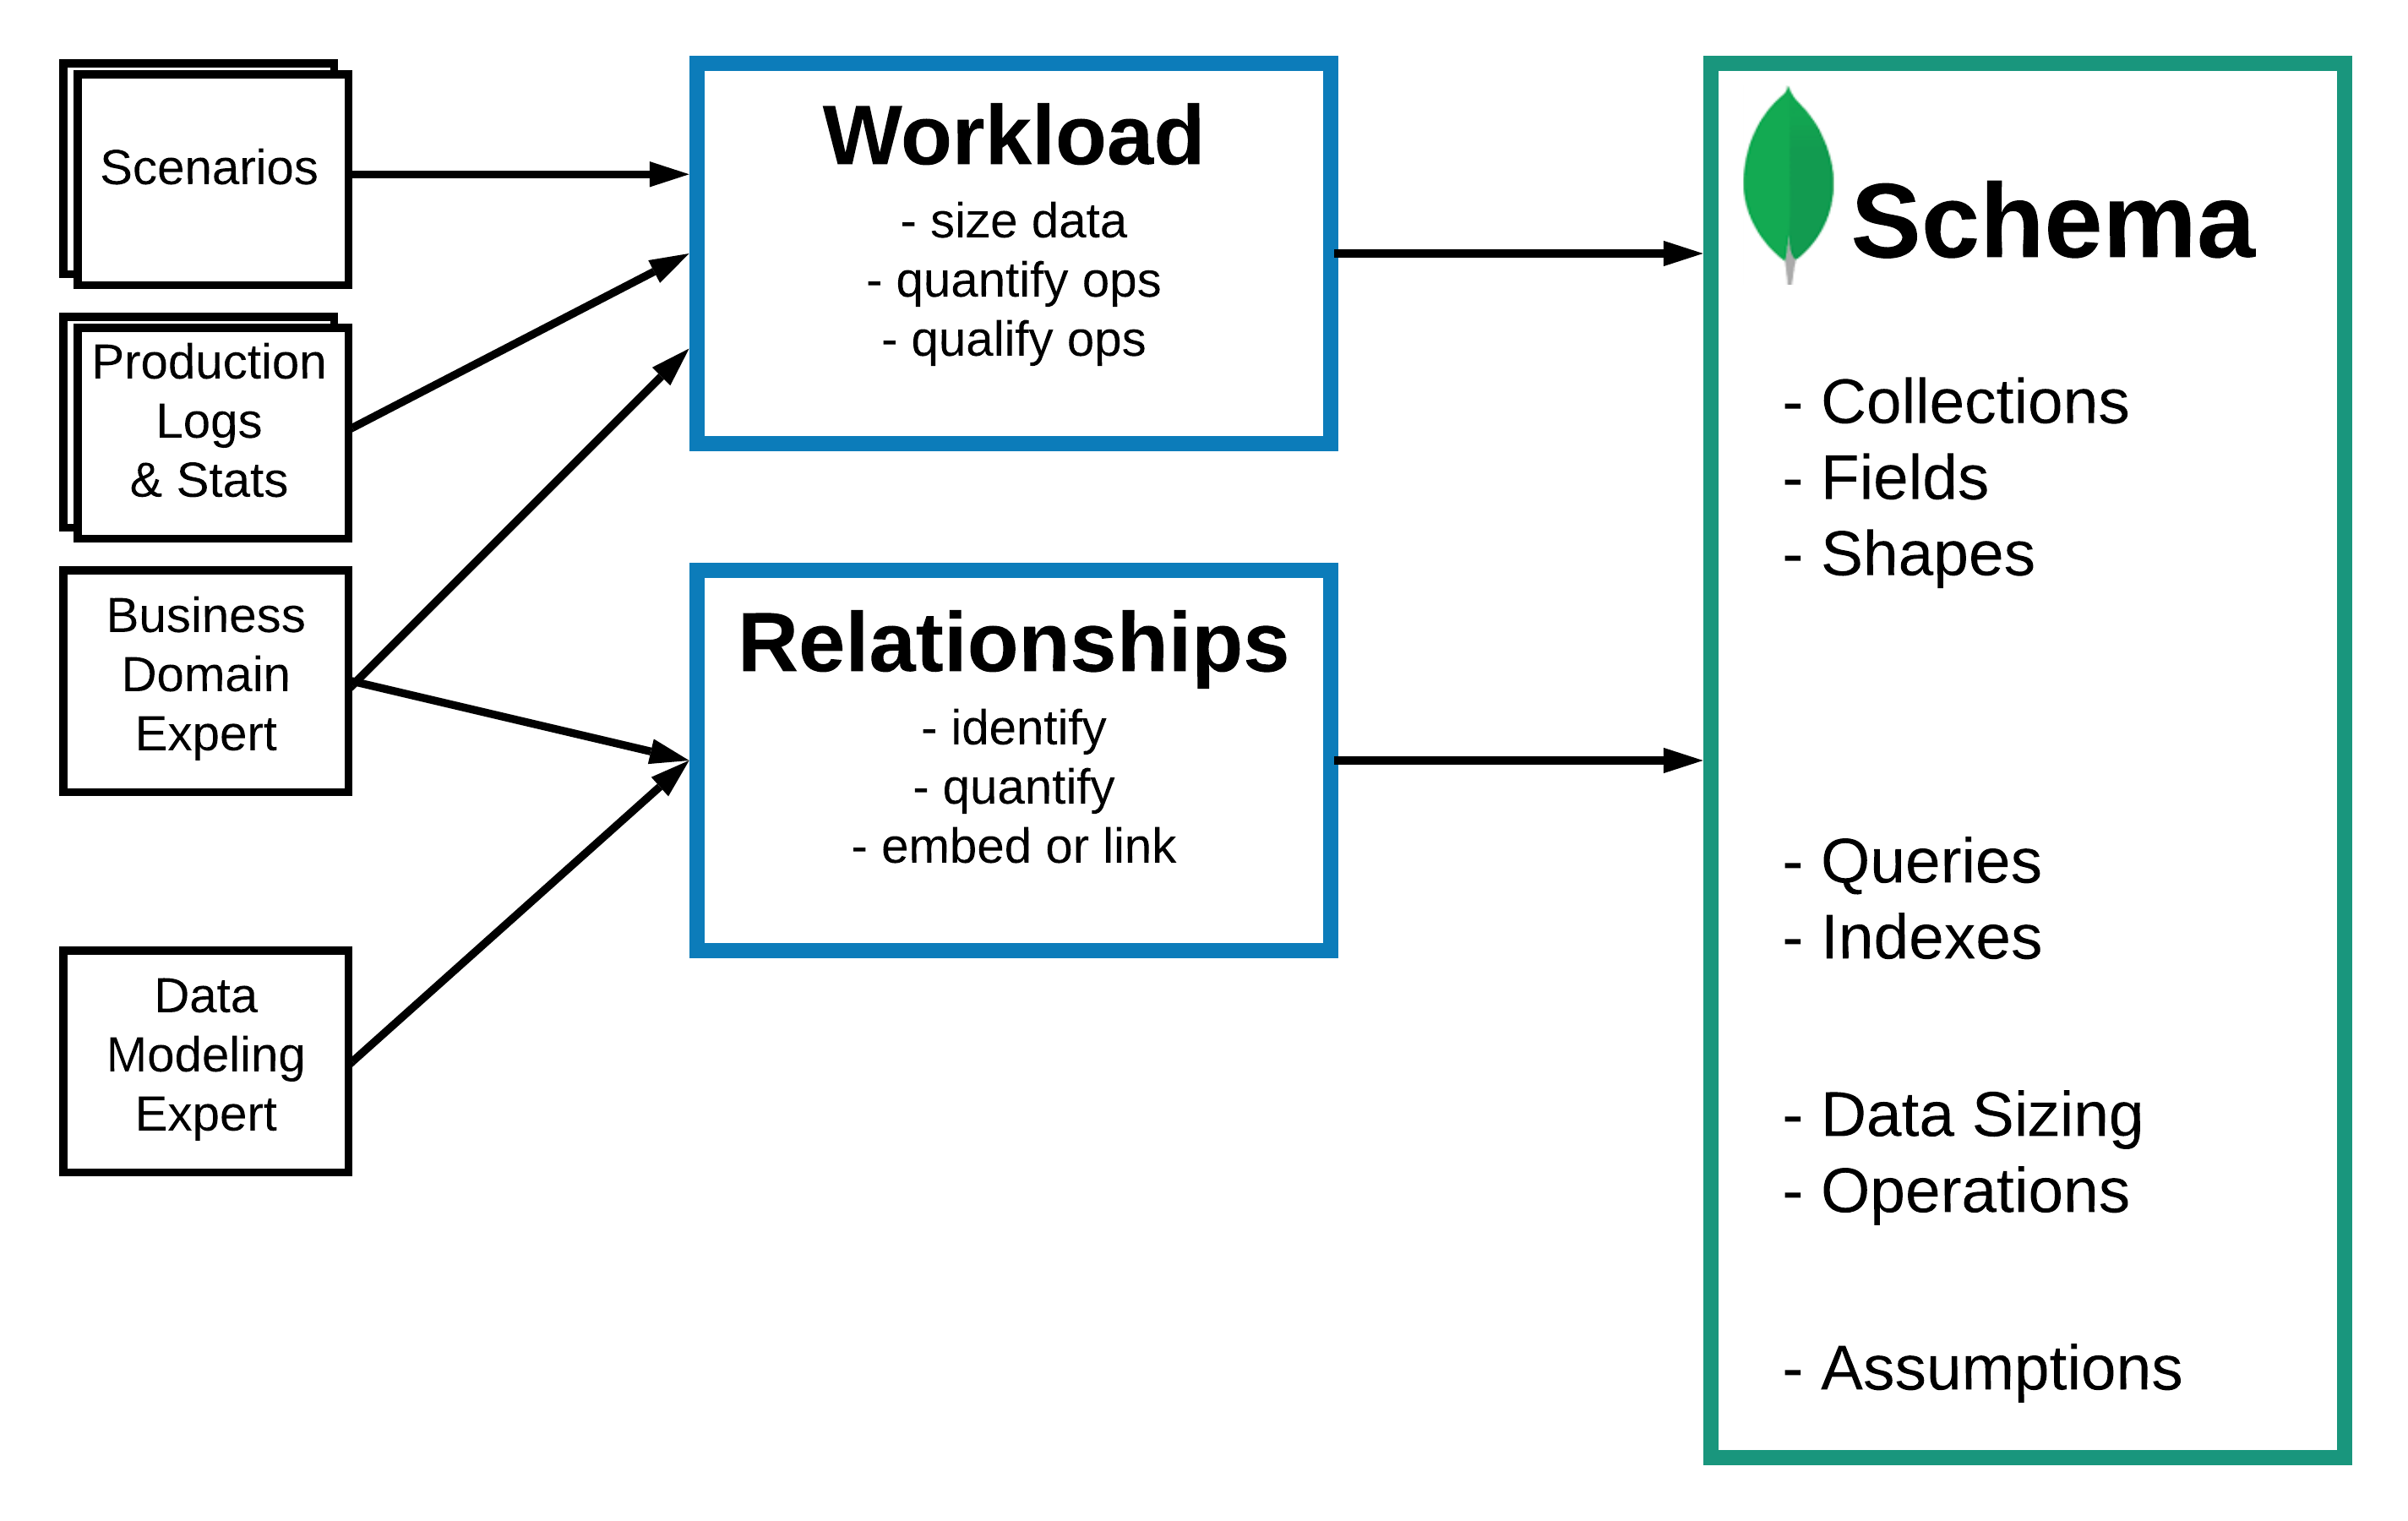 Scenarios
Production
Logs
& Stats
Business
Domain
Expert
Data
Modeling
Expert
Workload
- size data
- quantify ops
- qualify ops
Relationships
- identify
- quantify
- embed or link
Schema
- Collections
- Fields
- Shapes
- Queries
- Indexes
- Data Sizing
- Operations
- Assumptions